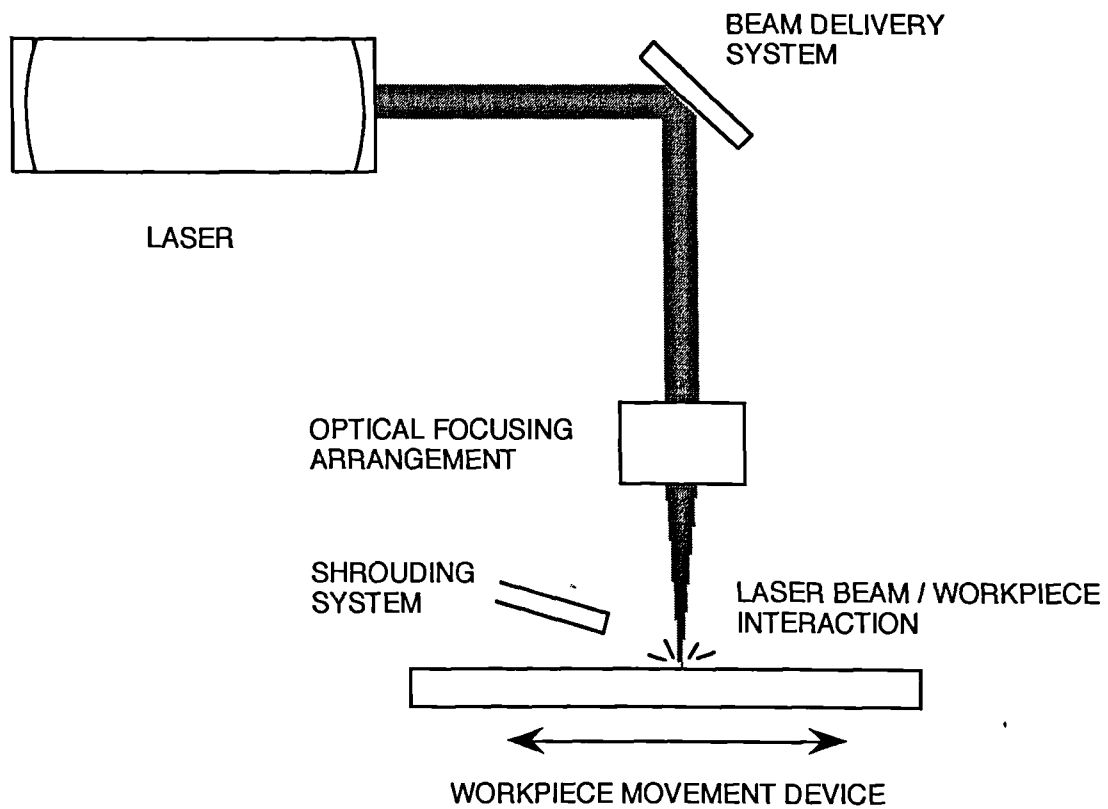 BEAM DELIVERY
SYSTEM
LASER
OPTICAL FOCUSING
ARRANGEMENT
SHROUDING
SYSTEM
LASER BEAM / WORKPIECE
INTERACTION
WORKPIECE MOVEMENT DEVICE